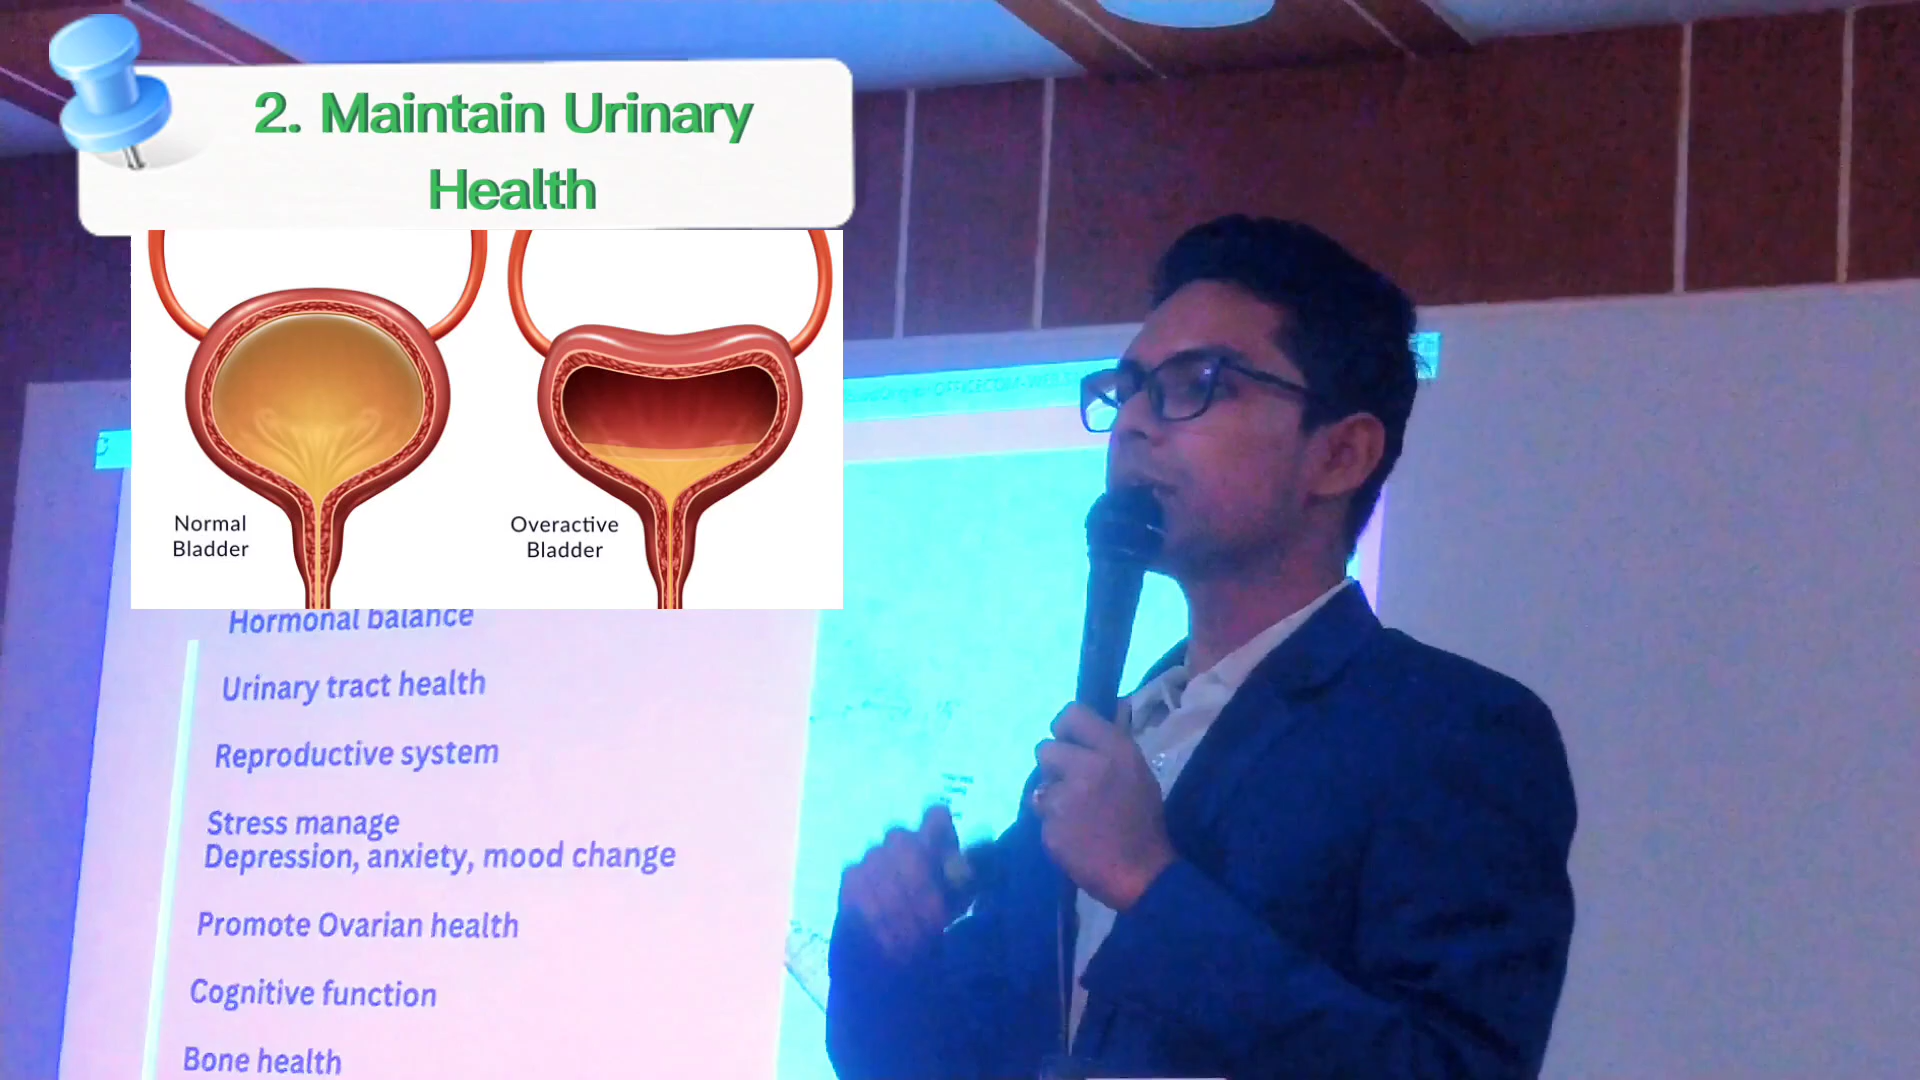 2. Maintain Urinary
Health
Normal
Bladder
Overactive
Bladder
Hormonal balance
Urinary tract health
Reproductive system
Stress manage
Depression, anxiety, mood change
Promote Ovarian health
Cognitive function
Bone health